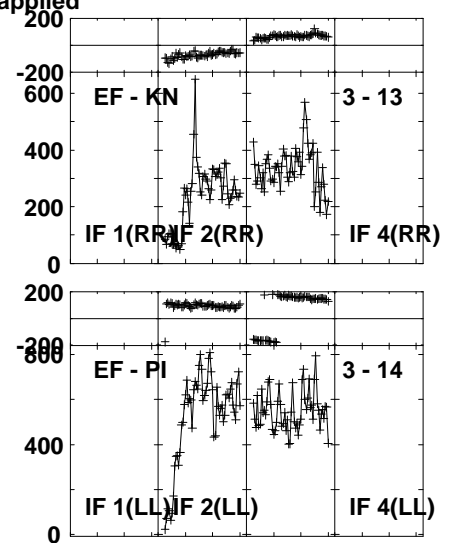 applied
200
-200
600
EF - KN
3 - 13
400
200
IF 1(RR) IF 2(RR)
IF 4(RR)
0
200
-200
800
EF - PI
3 - 14
400
IF 1(LL) IF 2(LL)
IF 4(LL)
0